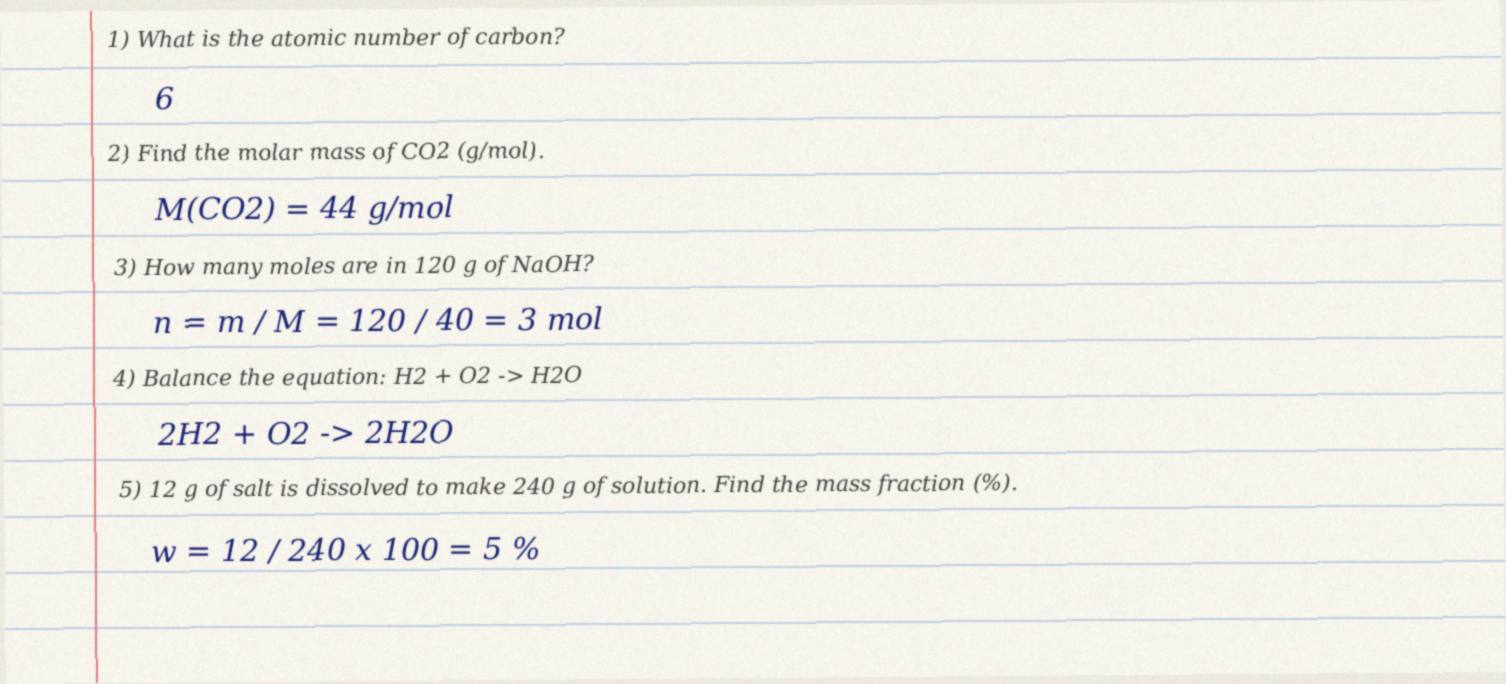 1) What is the atomic number of carbon?
6
2) Find the molar mass of CO2 (g/mol).
M(CO2) = 44 g/mol
3) How many moles are in 120 g of NaOH?
n = m / M = 120 / 40 = 3 mol
4) Balance the equation: H2 + O2 -> H2O
2H2 + O2 -> 2H2O
5) 12 g of salt is dissolved to make 240 g of solution. Find the mass fraction (%).
w = 12 / 240 x 100 = 5 %